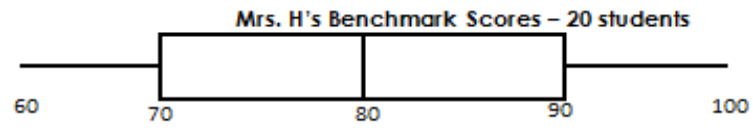 Mrs. H's Benchmark Scores – 20 students
60 70 80 90 100